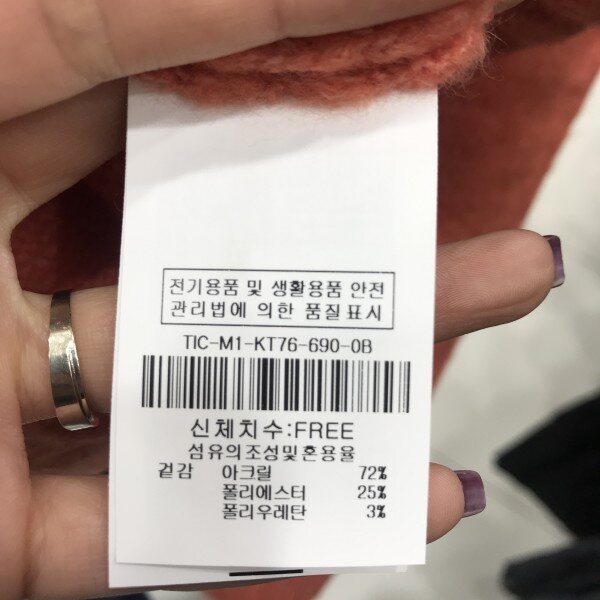 전기용품 및 생활용품 안전
관리법에 의한 품질표시
TIC-M1-KT76-690-0B
신체치수:FREE
섬유의조성및혼용율
겉감 아크릴 72%
폴리에스터 25%
폴리우레탄 3%